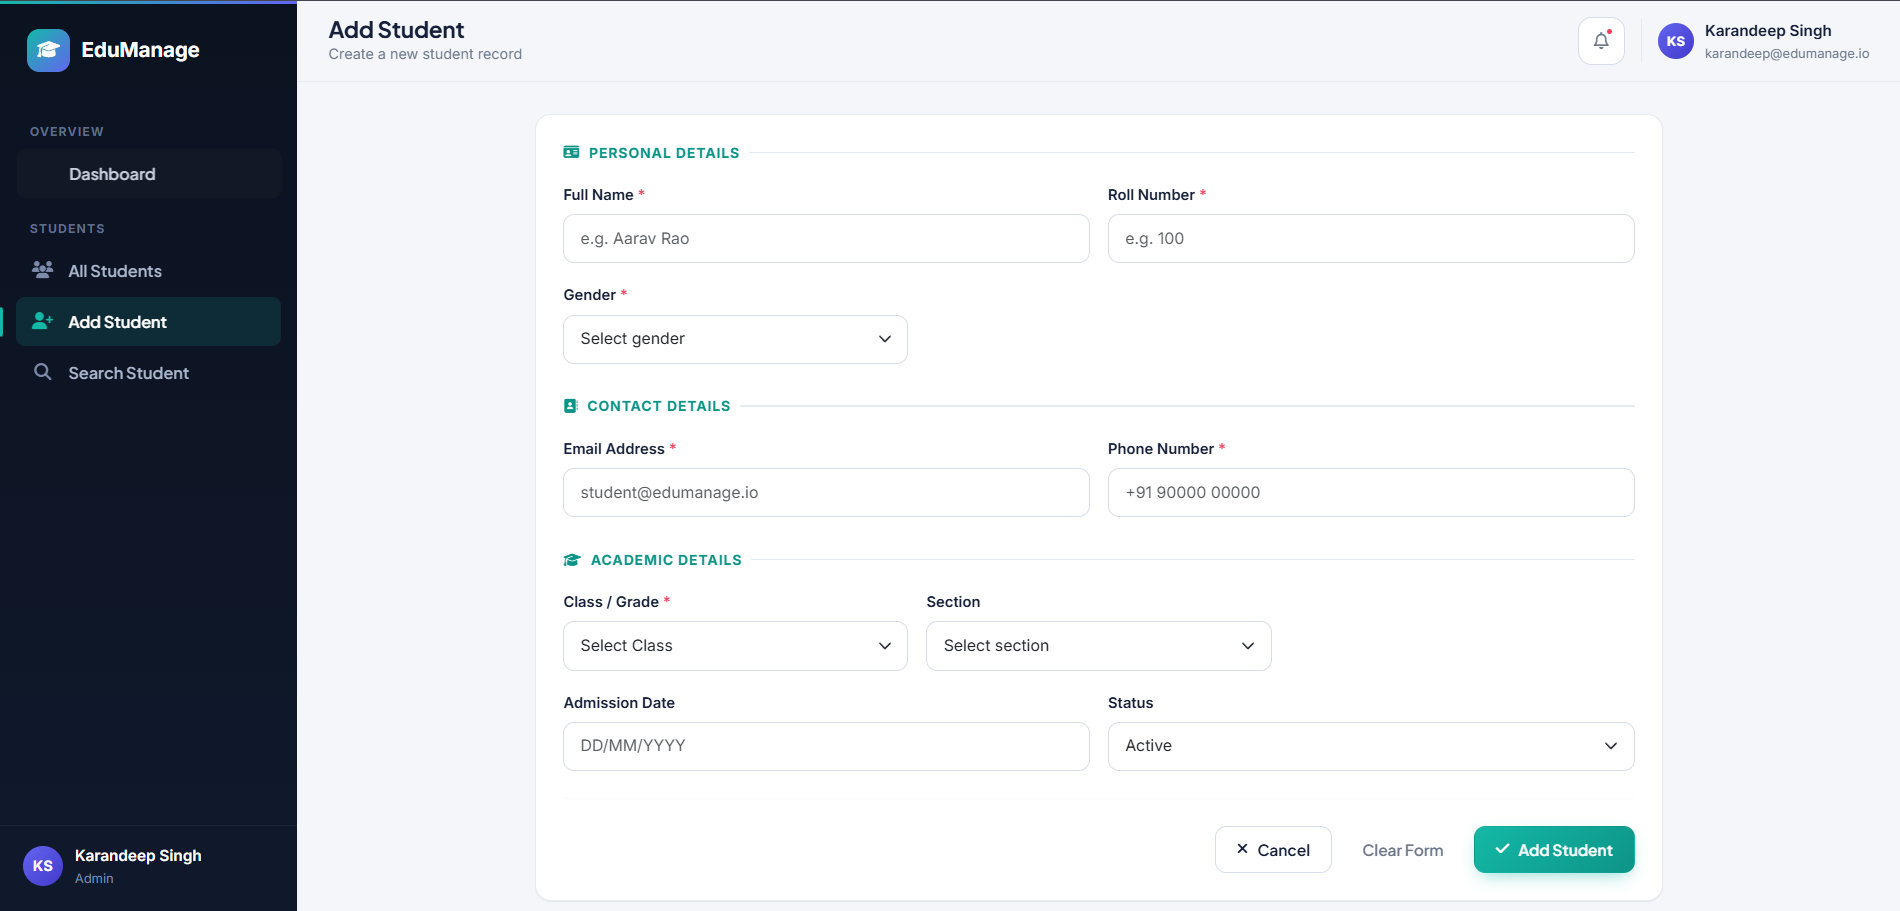 EduManage
OVERVIEW
Dashboard
STUDENTS
All Students
Add Student
Search Student
KS
Karandeep Singh
Admin
Add Student
Create a new student record
KS
Karandeep Singh
karandeep@edumanage.io
PERSONAL DETAILS
Full Name *
Roll Number *
e.g. Aarav Rao
e.g. 100
Gender *
Select gender
CONTACT DETAILS
Email Address *
Phone Number *
student@edumanage.io
+91 90000 00000
ACADEMIC DETAILS
Class / Grade *
Section
Select Class
Select section
Admission Date
Status
DD/MM/YYYY
Active
Cancel
Clear Form
Add Student